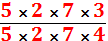 5 × 2 × 7 × 3
5 × 2 × 7 × 4